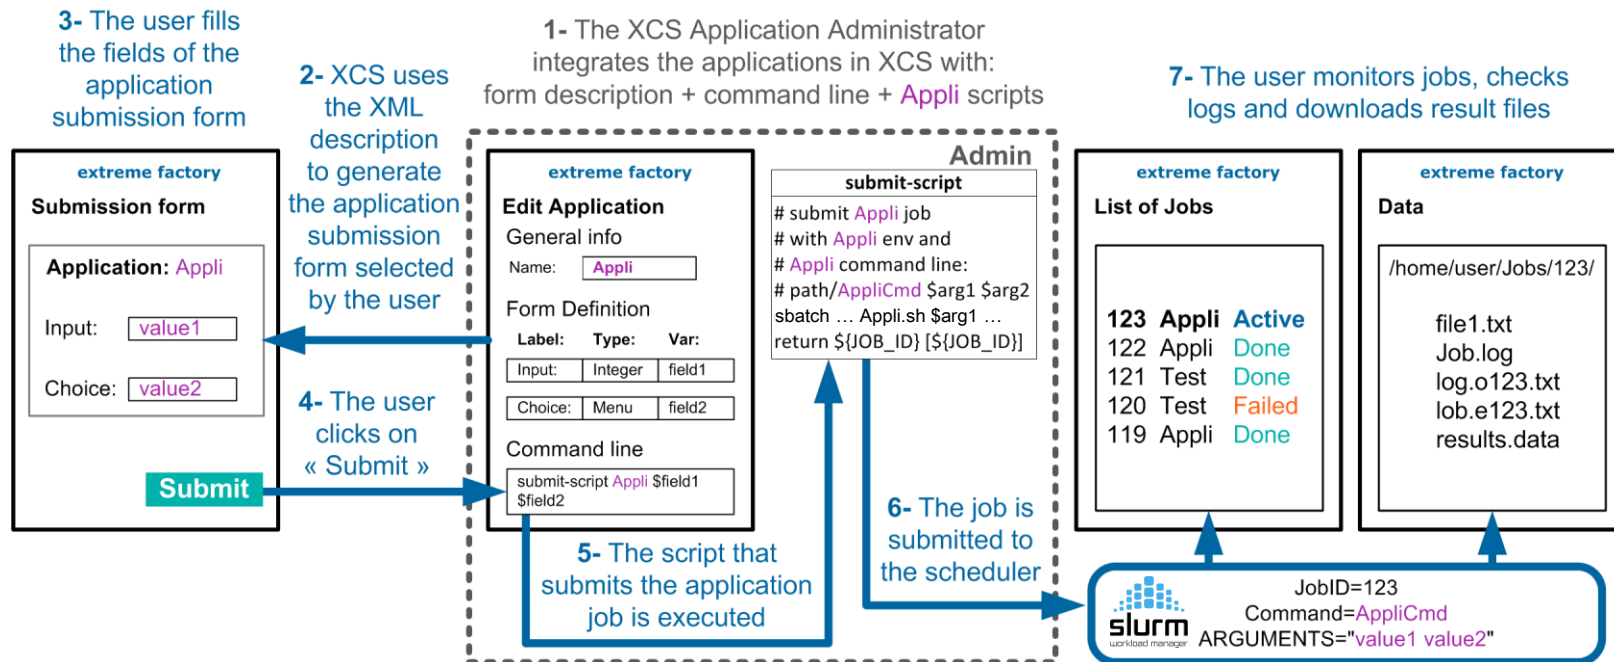 3- The user fills
the fields of the
application
submission form
2- XCS uses
the XML
description
to generate
the application
submission
form selected
by the user
1- The XCS Application Administrator
integrates the applications in XCS with:
form description + command line + Appli scripts
7- The user monitors jobs, checks
logs and downloads result files
extreme factory
Submission form
Application: Appli
Input: value1
Choice: value2
Submit
4- The user
clicks on
« Submit »
Admin
extreme factory
Edit Application
General info
Name: Appli
Form Definition
Label: Type: Var:
Input: Integer field1
Choice: Menu field2
Command line
submit-script Appli $field1
$field2
submit-script
# submit Appli job
# with Appli env and
# Appli command line:
# path/AppliCmd $arg1 $arg2
sbatch … Appli.sh $arg1 …
return ${JOB_ID} [${JOB_ID}]
5- The script that
submits the application
job is executed
6- The job is
submitted to
the scheduler
extreme factory
List of Jobs
123 Appli Active
122 Appli Done
121 Test Done
120 Test Failed
119 Appli Done
extreme factory
Data
/home/user/Jobs/123/
file1.txt
Job.log
log.o123.txt
lob.e123.txt
results.data
slurm
workload manager
JobID=123
Command=AppliCmd
ARGUMENTS="value1 value2"